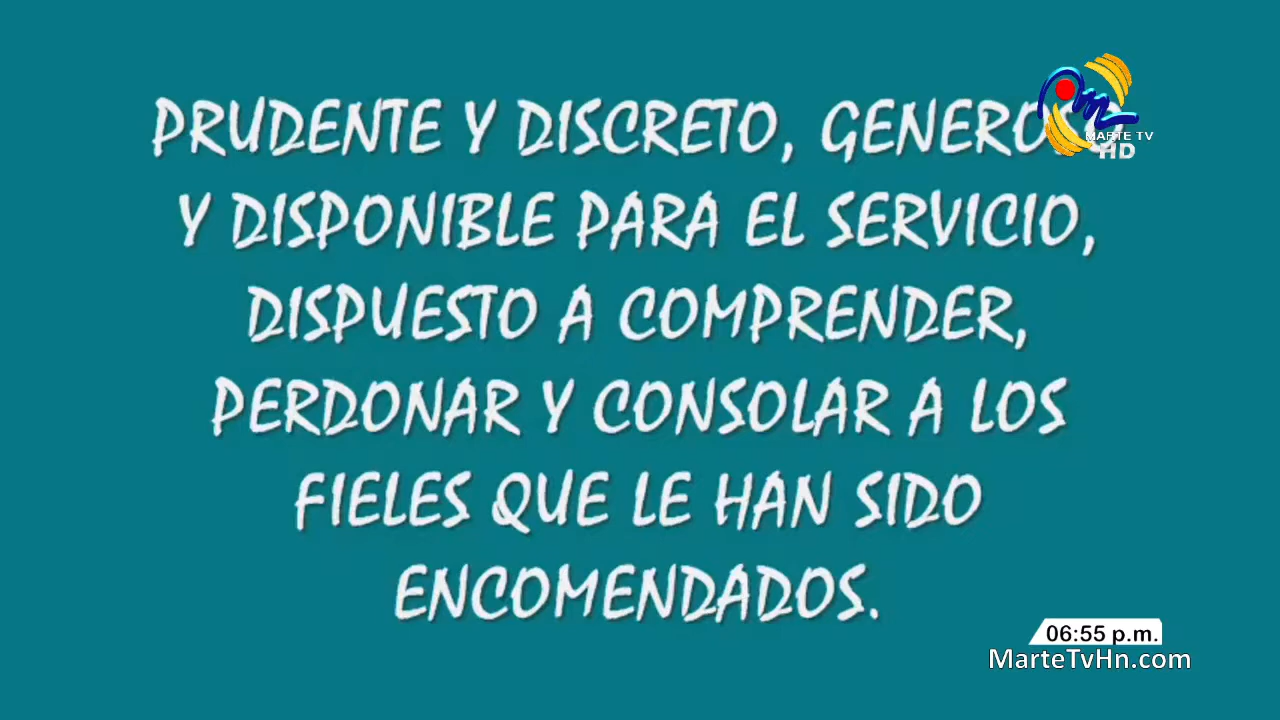 PRUDENTE Y DISCRETO, GENEROSO
Y DISPONIBLE PARA EL SERVICIO,
DISPUESTO A COMPRENDER,
PERDONAR Y CONSOLAR A LOS
FIELES QUE LE HAN SIDO
ENCOMENDADOS.
MARTE TV
HD
06:55 p.m.
MarteTvHn.com